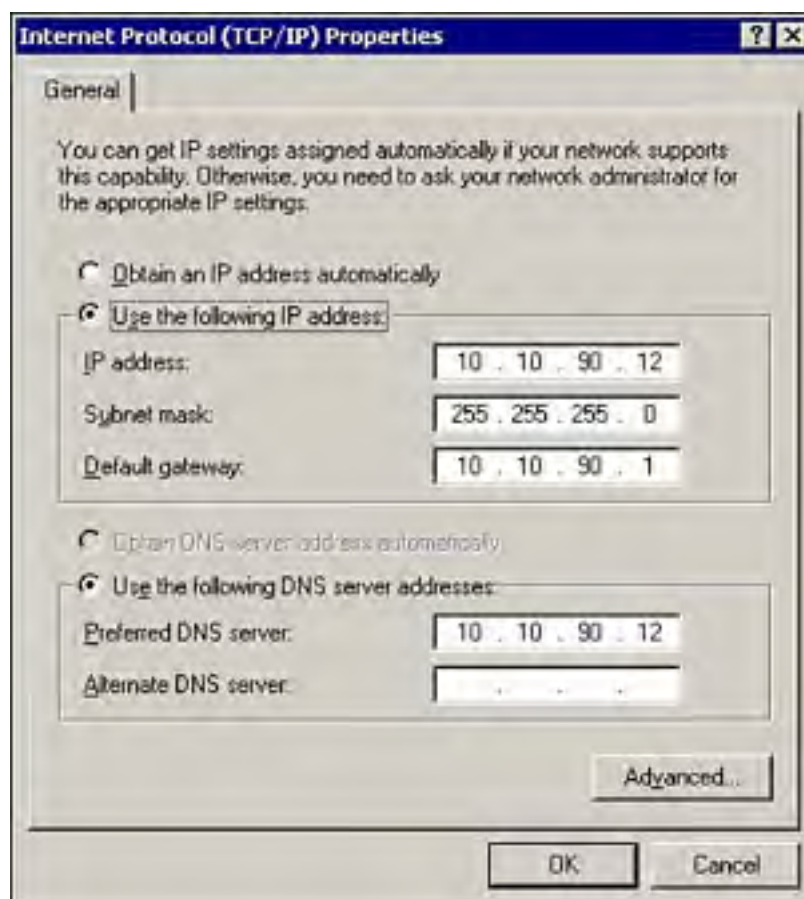 Internet Protocol (TCP/IP) Properties
General
You can get IP settings assigned automatically if your network supports
this capability. Otherwise, you need to ask your network administrator for
the appropriate IP settings.
Obtain an IP address automatically
Use the following IP address:
IP address: 10 . 10 . 90 . 12
Subnet mask: 255 . 255 . 255 . 0
Default gateway: 10 . 10 . 90 . 1
Obtain DNS server address automatically
Use the following DNS server addresses:
Preferred DNS server: 10 . 10 . 90 . 12
Alternate DNS server: . . .
Advanced...
OK Cancel